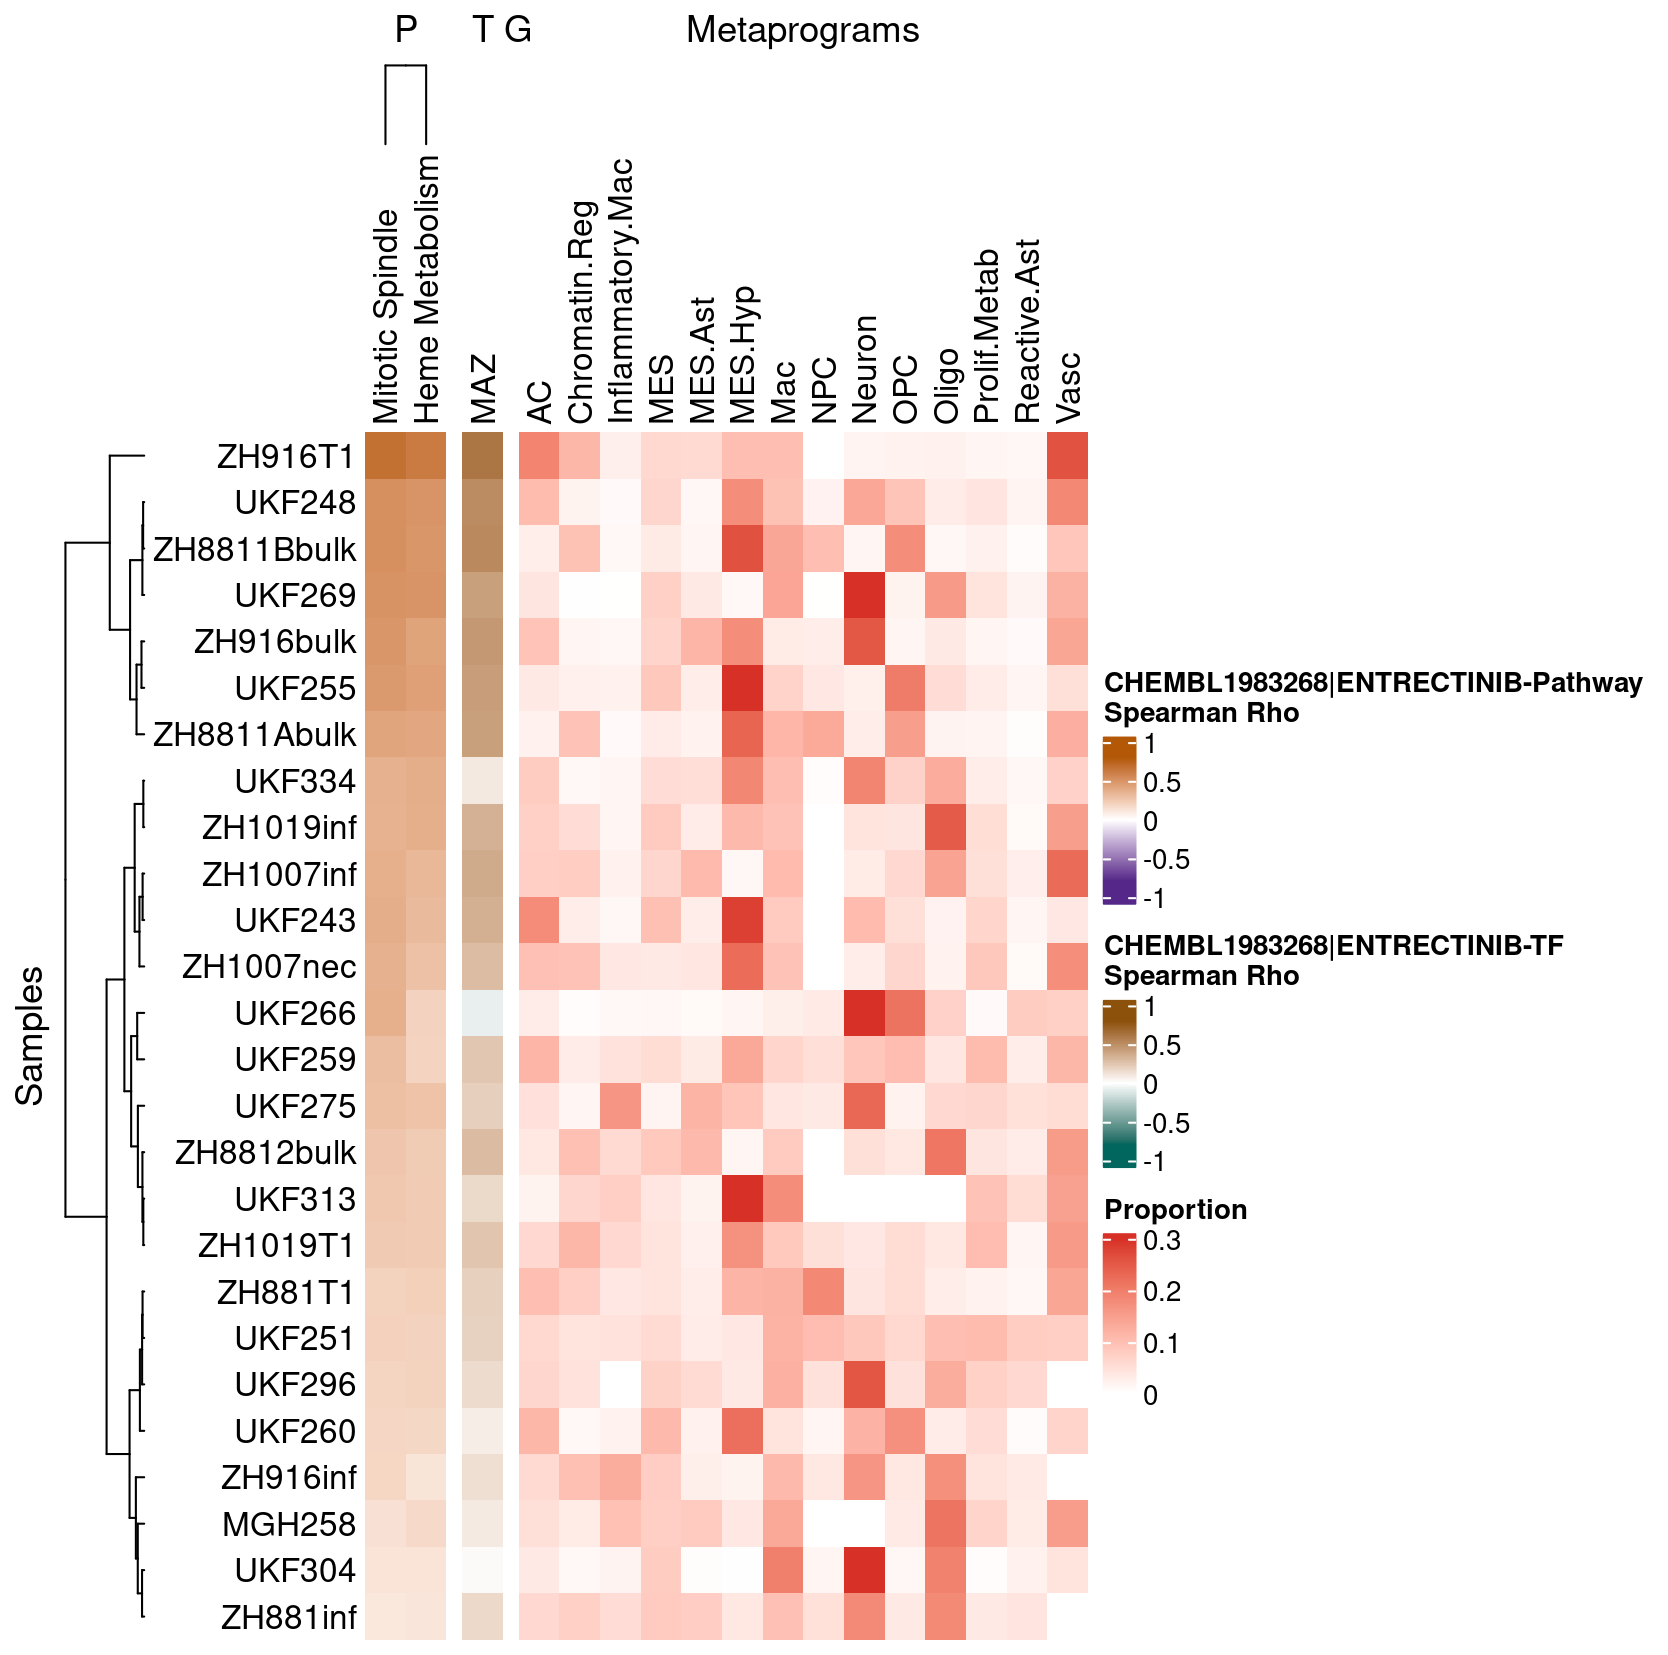 P T G Metaprograms
Mitotic Spindle
Heme Metabolism
MAZ
AC
Chromatin.Reg
Inflammatory.Mac
MES
MES.Ast
MES.Hyp
Mac
NPC
Neuron
OPC
Oligo
Prolif.Metab
Reactive.Ast
Vasc
Samples
ZH916T1
UKF248
ZH8811Bbulk
UKF269
ZH916bulk
UKF255
ZH8811Abulk
UKF334
ZH1019inf
ZH1007inf
UKF243
ZH1007nec
UKF266
UKF259
UKF275
ZH8812bulk
UKF313
ZH1019T1
ZH881T1
UKF251
UKF296
UKF260
ZH916inf
MGH258
UKF304
ZH881inf
CHEMBL1983268|ENTRECTINIB-Pathway
Spearman Rho
1
0.5
0
-0.5
-1
CHEMBL1983268|ENTRECTINIB-TF
Spearman Rho
1
0.5
0
-0.5
-1
Proportion
0.3
0.2
0.1
0